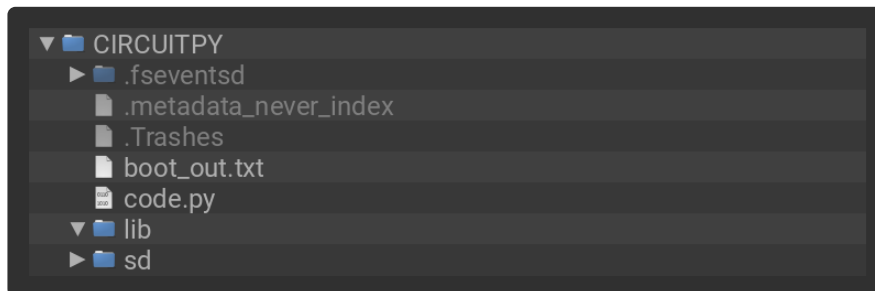 CIRCUITPY
.fseventsd
.metadata_never_index
.Trashes
boot_out.txt
code.py
lib
sd